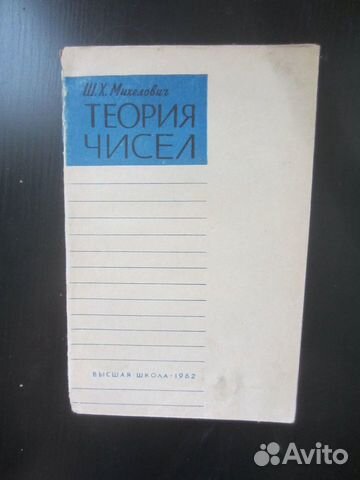 Ш. Х. Михелович
ТЕОРИЯ
ЧИСЕЛ
ВЫСШАЯ ШКОЛА · 1962
Avito